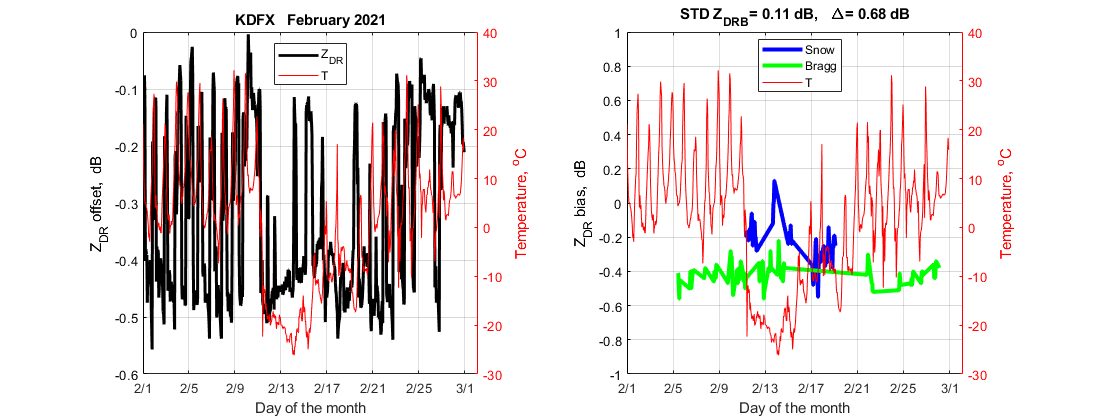 KDFX February 2021
0
-0.1
-0.2
-0.3
-0.4
-0.5
-0.6
Z_DR offset, dB
Z_DR
T
40
30
20
10
0
-10
-20
-30
Temperature, °C
2/1 2/5 2/9 2/13 2/17 2/21 2/25 3/1
Day of the month
STD Z_DRB = 0.11 dB, Δ = 0.68 dB
1
0.8
0.6
0.4
0.2
0
-0.2
-0.4
-0.6
-0.8
-1
Z_DR bias, dB
Snow
Bragg
T
40
30
20
10
0
-10
-20
-30
Temperature, °C
2/1 2/5 2/9 2/13 2/17 2/21 2/25 3/1
Day of the month